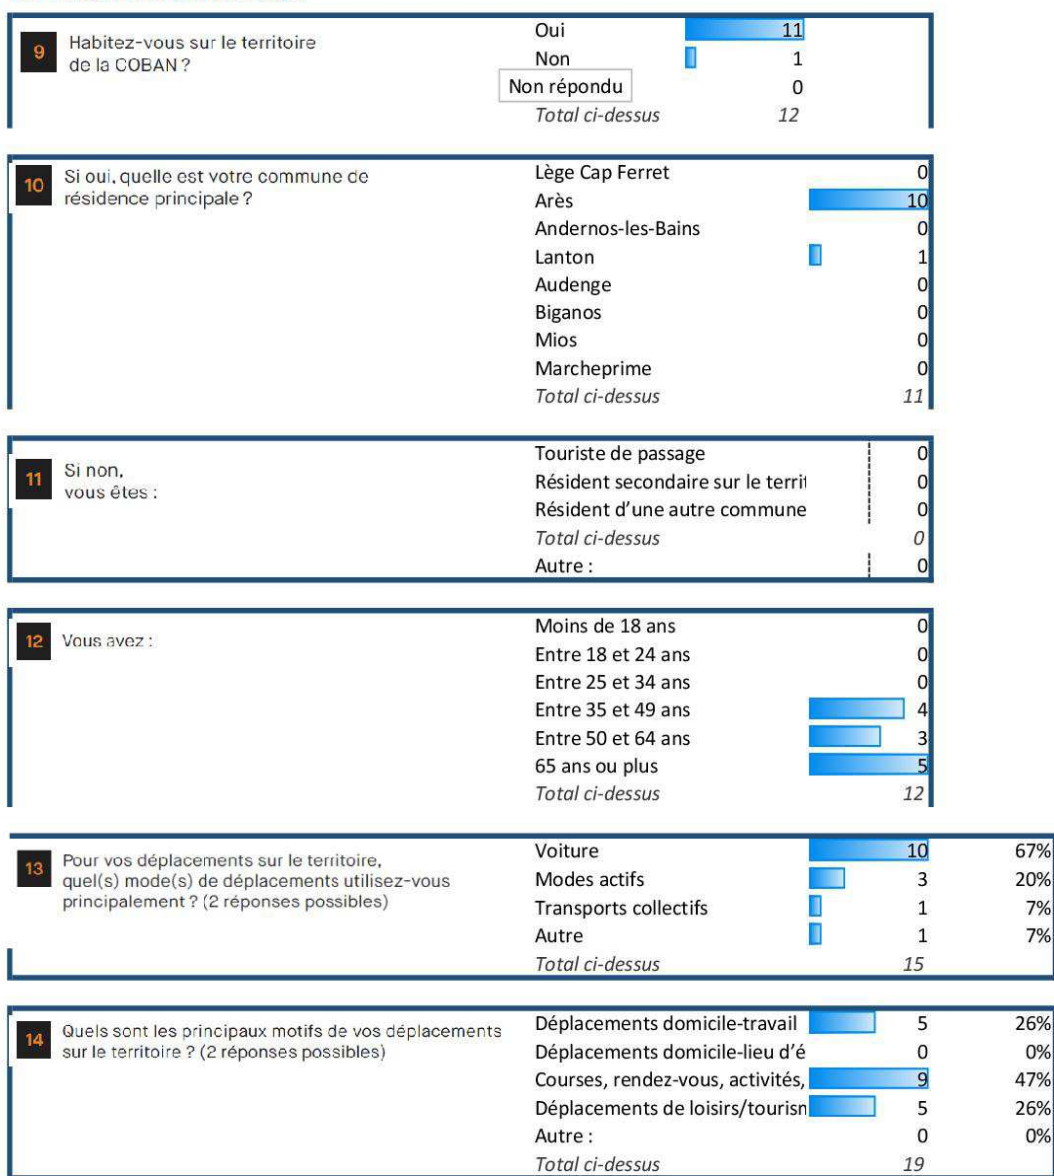 9
Habitez-vous sur le territoire
de la COBAN ?
Oui 11
Non 1
Non répondu 0
Total ci-dessus 12
10
Si oui, quelle est votre commune de
résidence principale ?
Lège Cap Ferret 0
Arès 10
Andernos-les-Bains 0
Lanton 1
Audenge 0
Biganos 0
Mios 0
Marcheprime 0
Total ci-dessus 11
11
Si non,
vous êtes :
Touriste de passage 0
Résident secondaire sur le territ 0
Résident d'une autre commune 0
Total ci-dessus 0
Autre : 0
12
Vous avez :
Moins de 18 ans 0
Entre 18 et 24 ans 0
Entre 25 et 34 ans 0
Entre 35 et 49 ans 4
Entre 50 et 64 ans 3
65 ans ou plus 5
Total ci-dessus 12
13
Pour vos déplacements sur le territoire,
quel(s) mode(s) de déplacements utilisez-vous
principalement ? (2 réponses possibles)
Voiture 10 67%
Modes actifs 3 20%
Transports collectifs 1 7%
Autre 1 7%
Total ci-dessus 15
14
Quels sont les principaux motifs de vos déplacements
sur le territoire ? (2 réponses possibles)
Déplacements domicile-travail 5 26%
Déplacements domicile-lieu d'é 0 0%
Courses, rendez-vous, activités, 9 47%
Déplacements de loisirs/tourisn 5 26%
Autre : 0 0%
Total ci-dessus 19